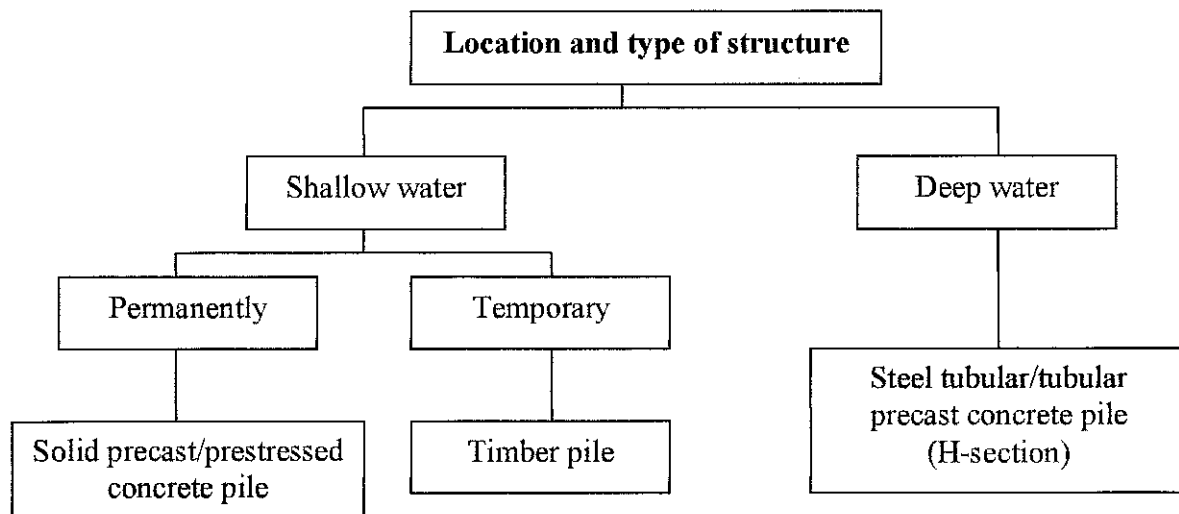 Location and type of structure
Shallow water
Deep water
Permanently
Temporary
Steel tubular/tubular
precast concrete pile
(H-section)
Solid precast/prestressed
concrete pile
Timber pile